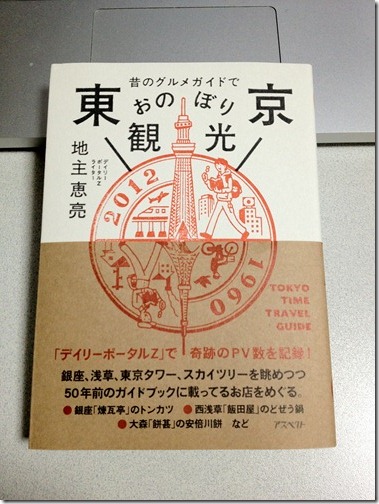 昔のグルメガイドで
東京
おのぼり
観光
デイリー
ポータルZ
ライター
地主恵亮
2012
1960
TOKYO
TIME
TRAVEL
GUIDE
「デイリーポータルZ」で 奇跡のPV数を記録!
銀座、浅草、東京タワー、スカイツリーを眺めつつ
50年前のガイドブックに載ってるお店をめぐる。
●銀座「煉瓦亭」のトンカツ ●西浅草「飯田屋」のどぜう鍋
●大森「餅甚」の安倍川餅 など
アスペクト